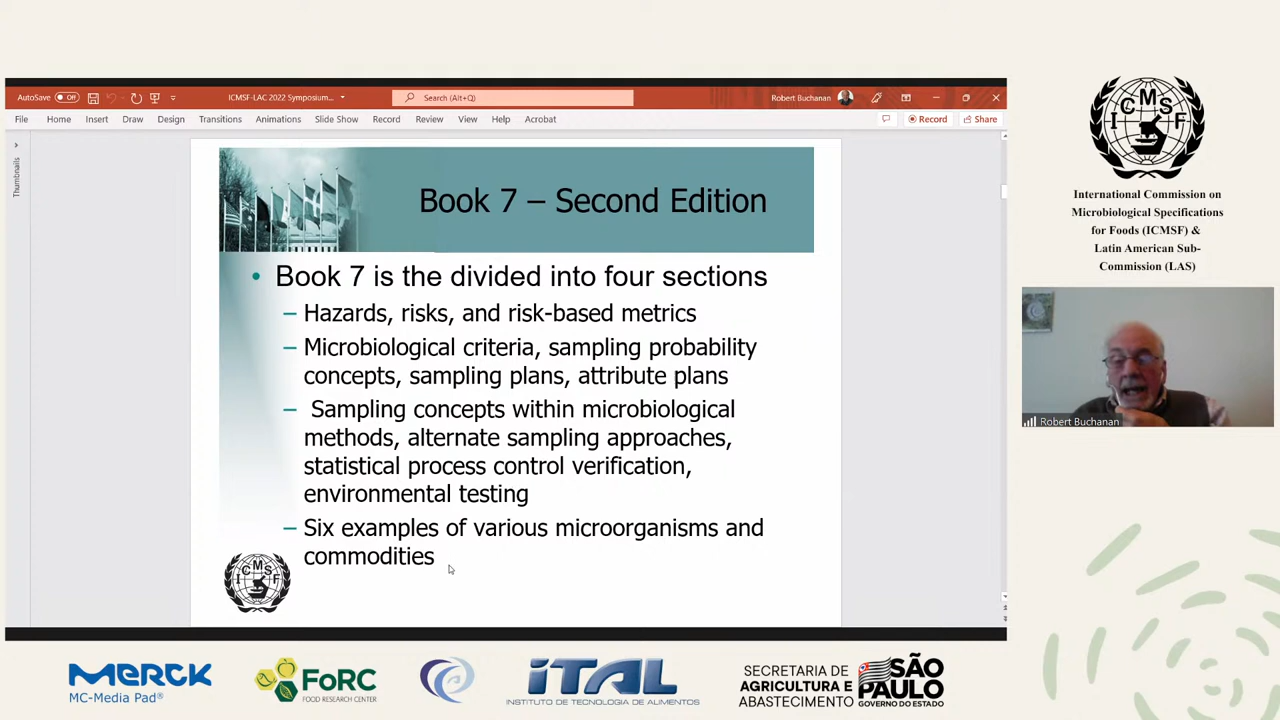 AutoSave Off
ICMSF-LAC 2022 Symposium...
Search (Alt+Q)
Robert Buchanan
File Home Insert Draw Design Transitions Animations Slide Show Record Review View Help Acrobat
Record Share
Thumbnails
Book 7 – Second Edition
• Book 7 is the divided into four sections
– Hazards, risks, and risk-based metrics
– Microbiological criteria, sampling probability
concepts, sampling plans, attribute plans
– Sampling concepts within microbiological
methods, alternate sampling approaches,
statistical process control verification,
environmental testing
– Six examples of various microorganisms and
commodities
ICMSF
ICMSF
International Commission on
Microbiological Specifications
for Foods (ICMSF) &
Latin American Sub-
Commission (LAS)
Robert Buchanan
MERCK
MC-Media Pad®
FoRC
FOOD RESEARCH CENTER
iTAL
INSTITUTO DE TECNOLOGIA DE ALIMENTOS
SECRETARIA DE
AGRICULTURA E
ABASTECIMENTO
SÃO
PAULO
GOVERNO DO ESTADO